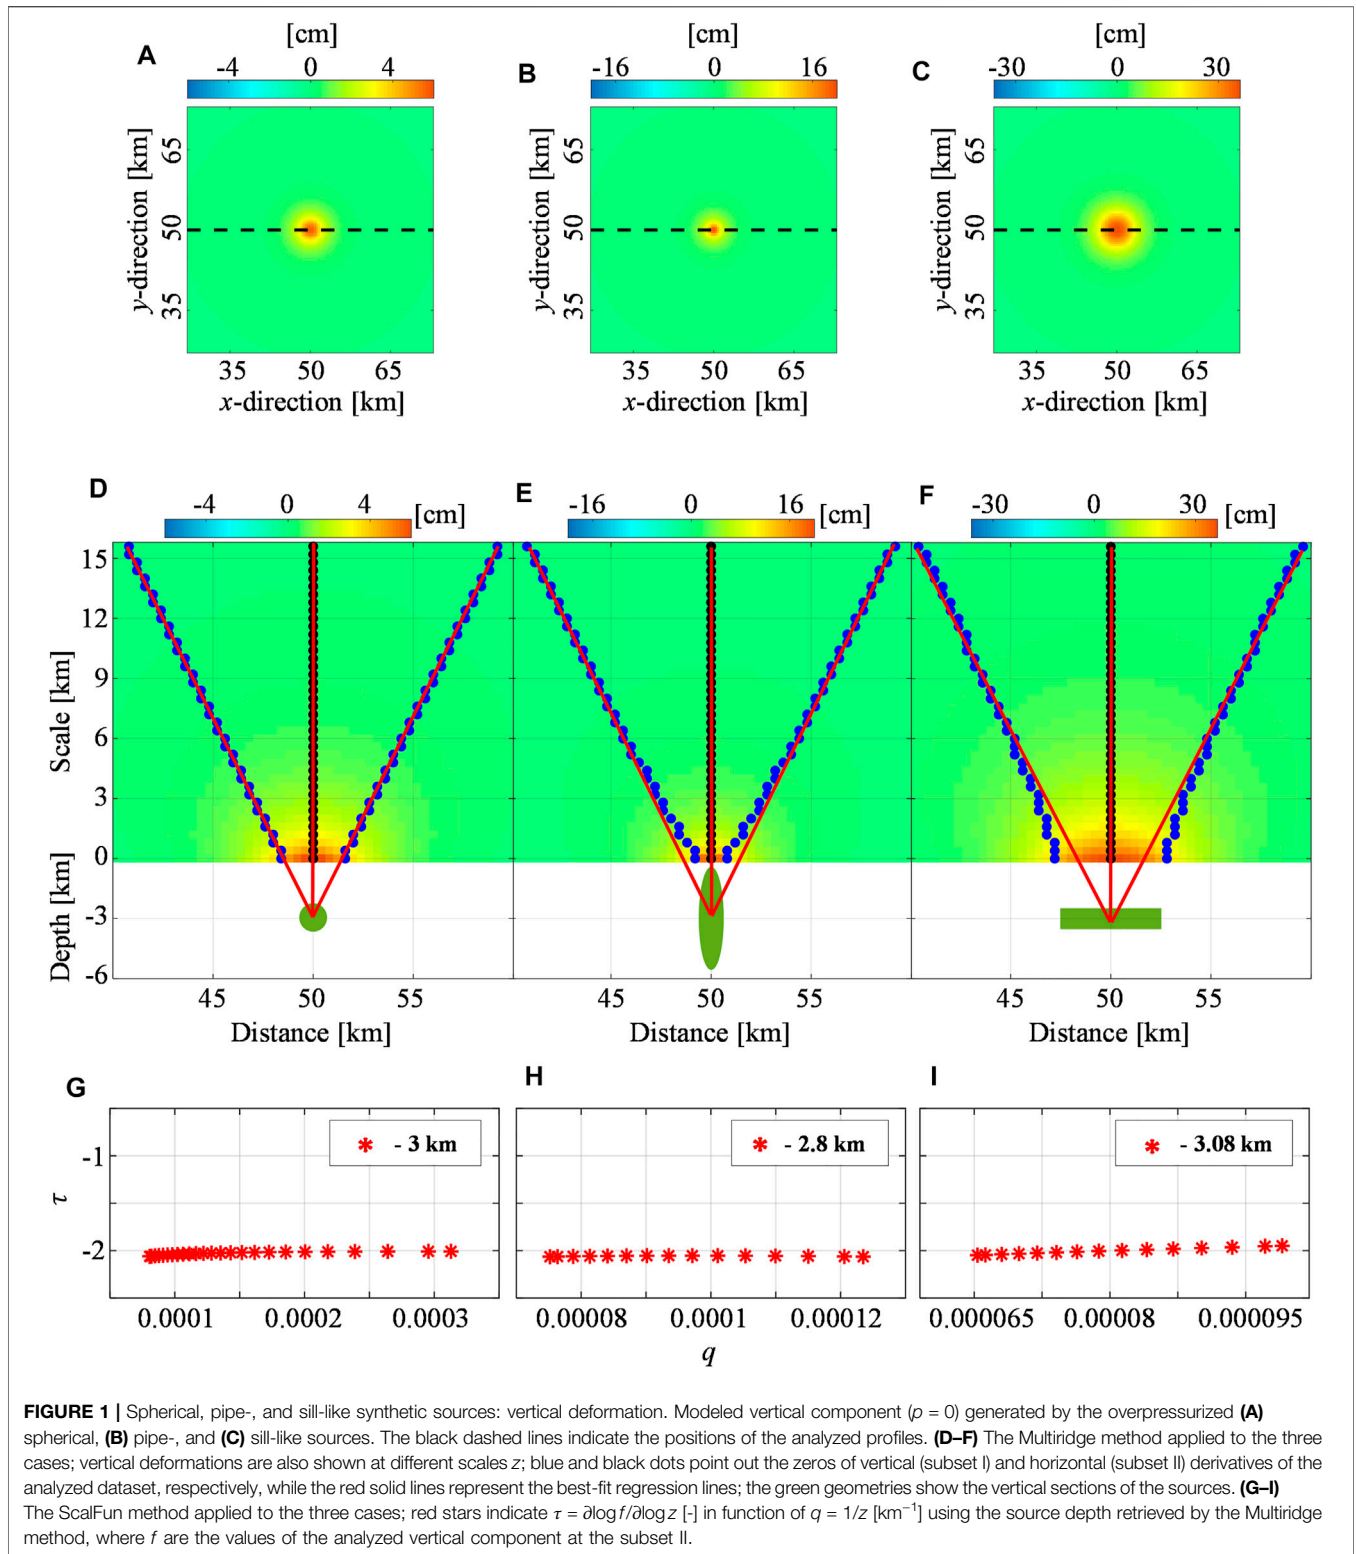 A
[cm]
-4 0 4
B
[cm]
-16 0 16
C
[cm]
-30 0 30
y-direction [km]
65
50
35
35 50 65
x-direction [km]
y-direction [km]
65
50
35
35 50 65
x-direction [km]
y-direction [km]
65
50
35
35 50 65
x-direction [km]
D
-4 0 4
[cm]
E
-16 0 16
[cm]
F
-30 0 30
[cm]
Scale [km]
15
12
9
6
3
0
Depth [km]
-3
-6
45 50 55
Distance [km]
45 50 55
Distance [km]
45 50 55
Distance [km]
G
- 3 km
H
- 2.8 km
I
- 3.08 km
τ
-1
-2
0.0001 0.0002 0.0003
0.00008 0.0001 0.00012
0.000065 0.00008 0.000095
q
FIGURE 1 | Spherical, pipe-, and sill-like synthetic sources: vertical deformation. Modeled vertical component (p = 0) generated by the overpressurized (A)
spherical, (B) pipe-, and (C) sill-like sources. The black dashed lines indicate the positions of the analyzed profiles. (D–F) The Multiridge method applied to the three
cases; vertical deformations are also shown at different scales z; blue and black dots point out the zeros of vertical (subset I) and horizontal (subset II) derivatives of the
analyzed dataset, respectively, while the red solid lines represent the best-fit regression lines; the green geometries show the vertical sections of the sources. (G–I)
The ScalFun method applied to the three cases; red stars indicate τ = ∂log f/∂log z [-] in function of q = 1/z [km⁻¹] using the source depth retrieved by the Multiridge
method, where f are the values of the analyzed vertical component at the subset II.